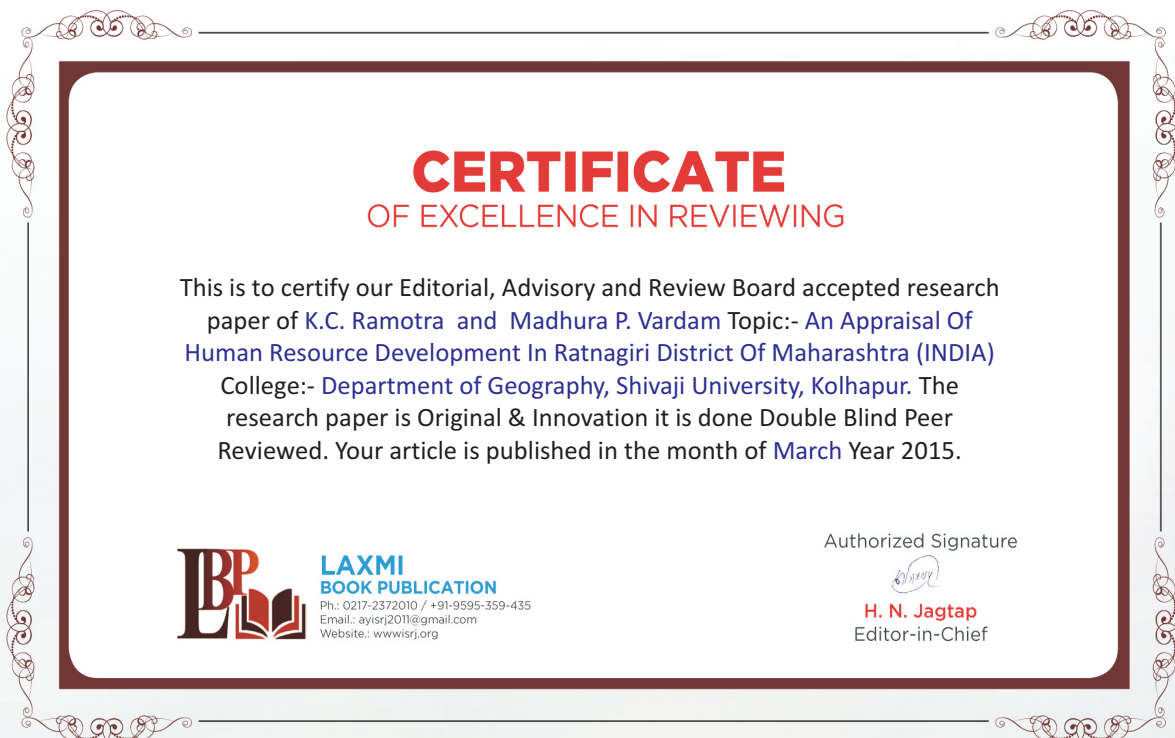 CERTIFICATE
OF EXCELLENCE IN REVIEWING
This is to certify our Editorial, Advisory and Review Board accepted research
paper of K.C. Ramotra and Madhura P. Vardam Topic:- An Appraisal Of
Human Resource Development In Ratnagiri District Of Maharashtra (INDIA)
College:- Department of Geography, Shivaji University, Kolhapur. The
research paper is Original & Innovation it is done Double Blind Peer
Reviewed. Your article is published in the month of March Year 2015.
LBP
LAXMI
BOOK PUBLICATION
Ph.: 0217-2372010 / +91-9595-359-435
Email.: ayisrj2011@gmail.com
Website.: wwwisrj.org
Authorized Signature
H. N. Jagtap
Editor-in-Chief